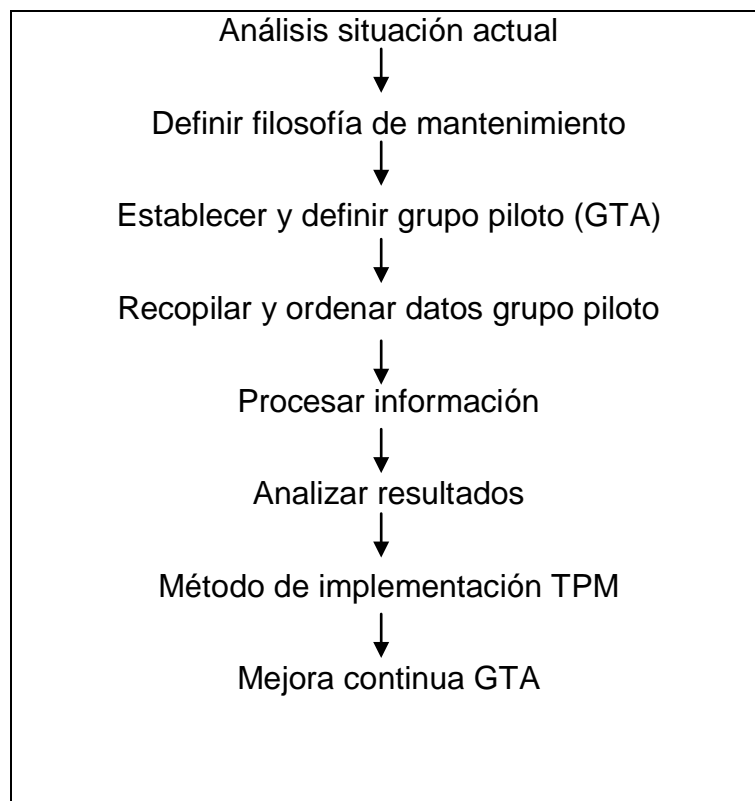 Análisis situación actual
Definir filosofía de mantenimiento
Establecer y definir grupo piloto (GTA)
Recopilar y ordenar datos grupo piloto
Procesar información
Analizar resultados
Método de implementación TPM
Mejora continua GTA